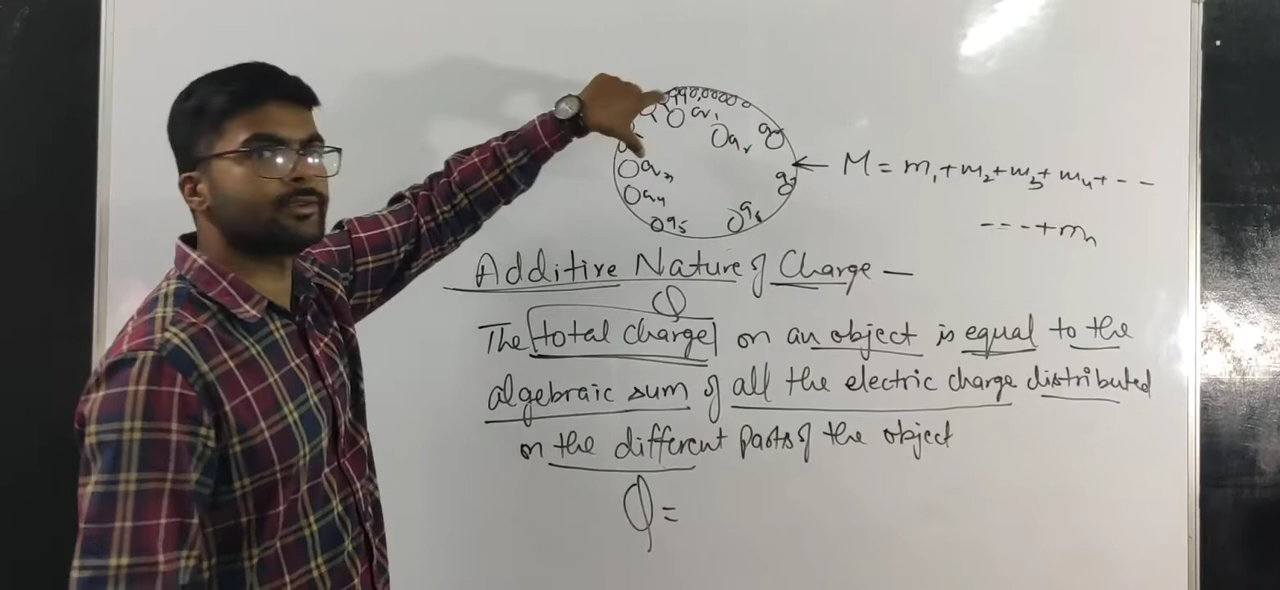 M = m₁ + m₂ + m₃ + m₄ + - -
- - - + mₙ
q₅
Additive Nature of Charge —
Q
The total charge on an object is equal to the
algebraic sum of all the electric charge distributed
on the different parts of the object
Q =